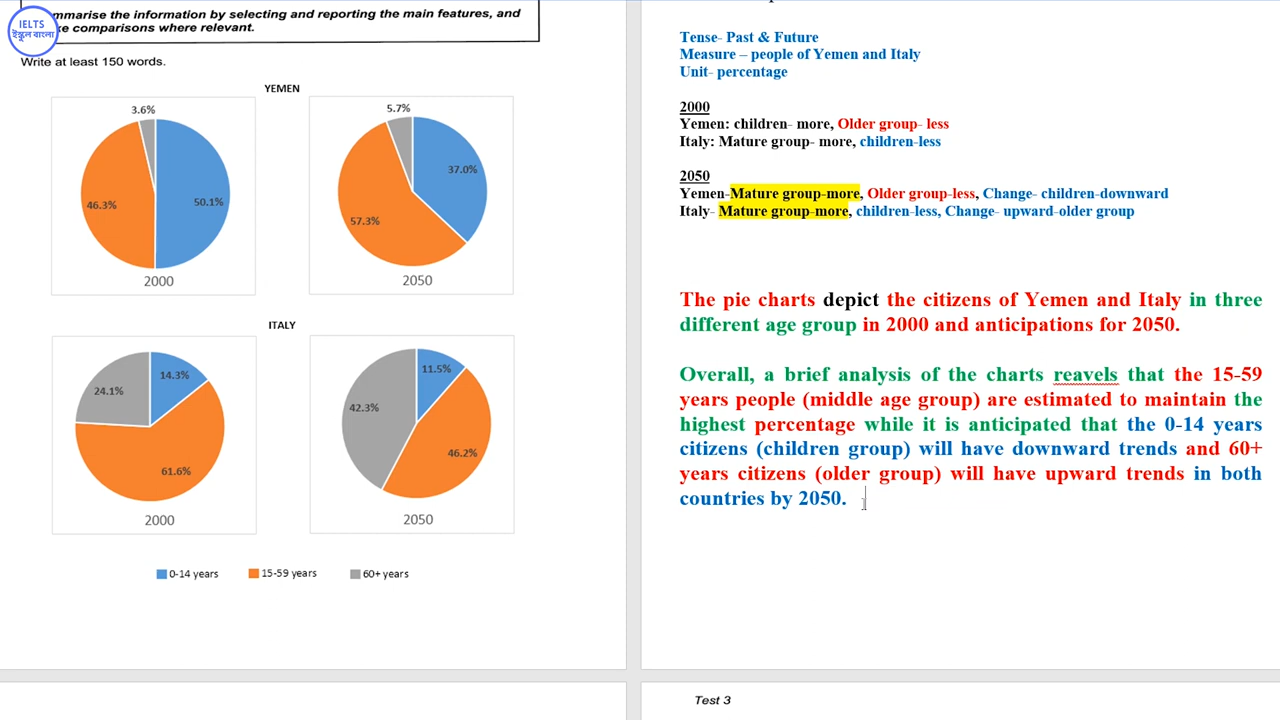 mmarise the information by selecting and reporting the main features, and
ke comparisons where relevant.
IELTS
ইস্কুল বাংলা
Write at least 150 words.
YEMEN
3.6%
46.3%
50.1%
2000
5.7%
37.0%
57.3%
2050
ITALY
24.1%
14.3%
61.6%
2000
11.5%
42.3%
46.2%
2050
0-14 years
15-59 years
60+ years
Tense- Past & Future
Measure – people of Yemen and Italy
Unit- percentage
2000
Yemen: children- more, Older group- less
Italy: Mature group- more, children-less
2050
Yemen-Mature group-more, Older group-less, Change- children-downward
Italy- Mature group-more, children-less, Change- upward-older group
The pie charts depict the citizens of Yemen and Italy in three
different age group in 2000 and anticipations for 2050.
Overall, a brief analysis of the charts reavels that the 15-59
years people (middle age group) are estimated to maintain the
highest percentage while it is anticipated that the 0-14 years
citizens (children group) will have downward trends and 60+
years citizens (older group) will have upward trends in both
countries by 2050.
Test 3